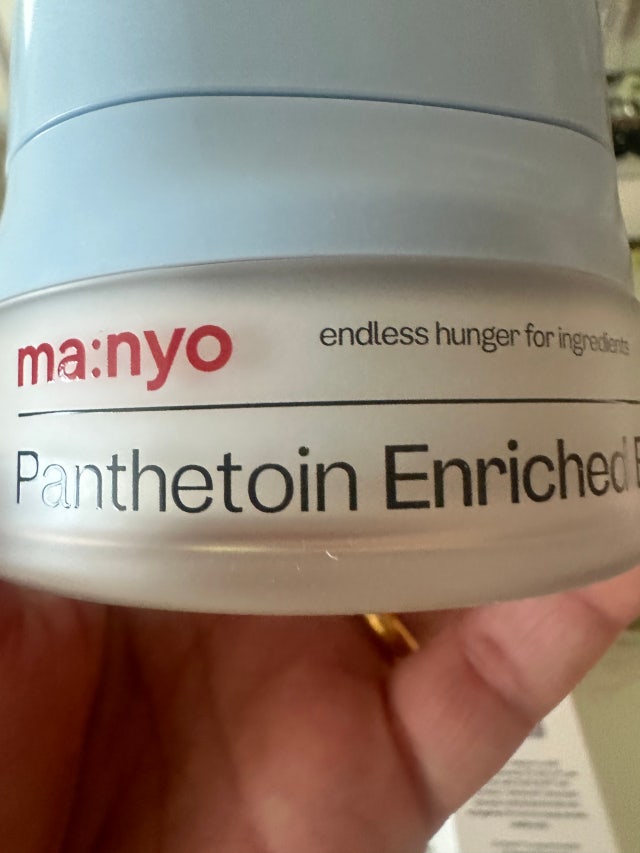 ma:nyo
endless hunger for ingredients
Panthetoin Enriched